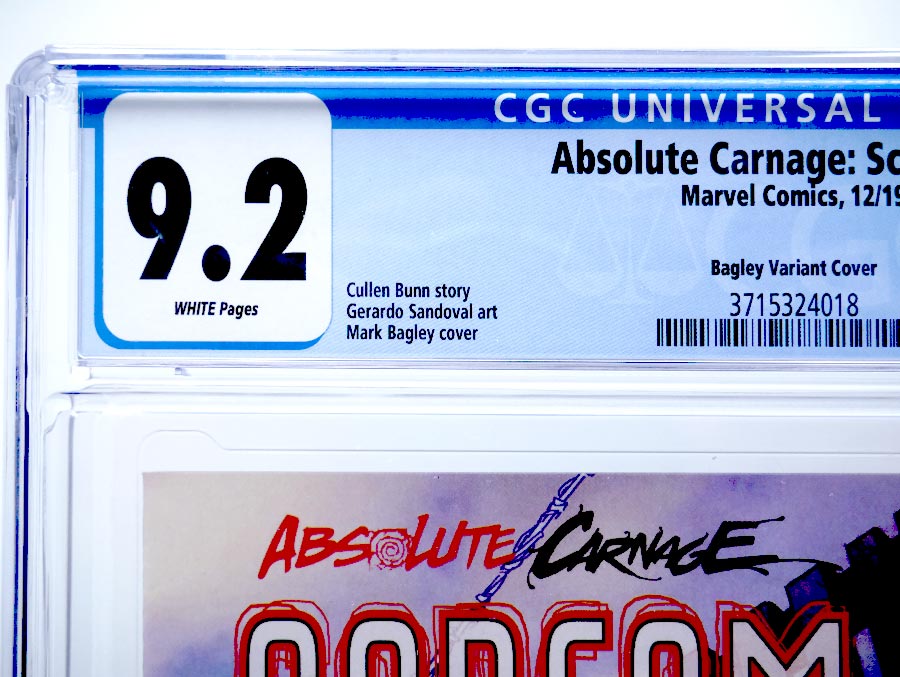 CGC UNIVERSAL
9.2
WHITE Pages
Absolute Carnage: Sc
Marvel Comics, 12/19
Bagley Variant Cover
3715324018
Cullen Bunn story
Gerardo Sandoval art
Mark Bagley cover
CG
ABSOLUTE CARNAGE